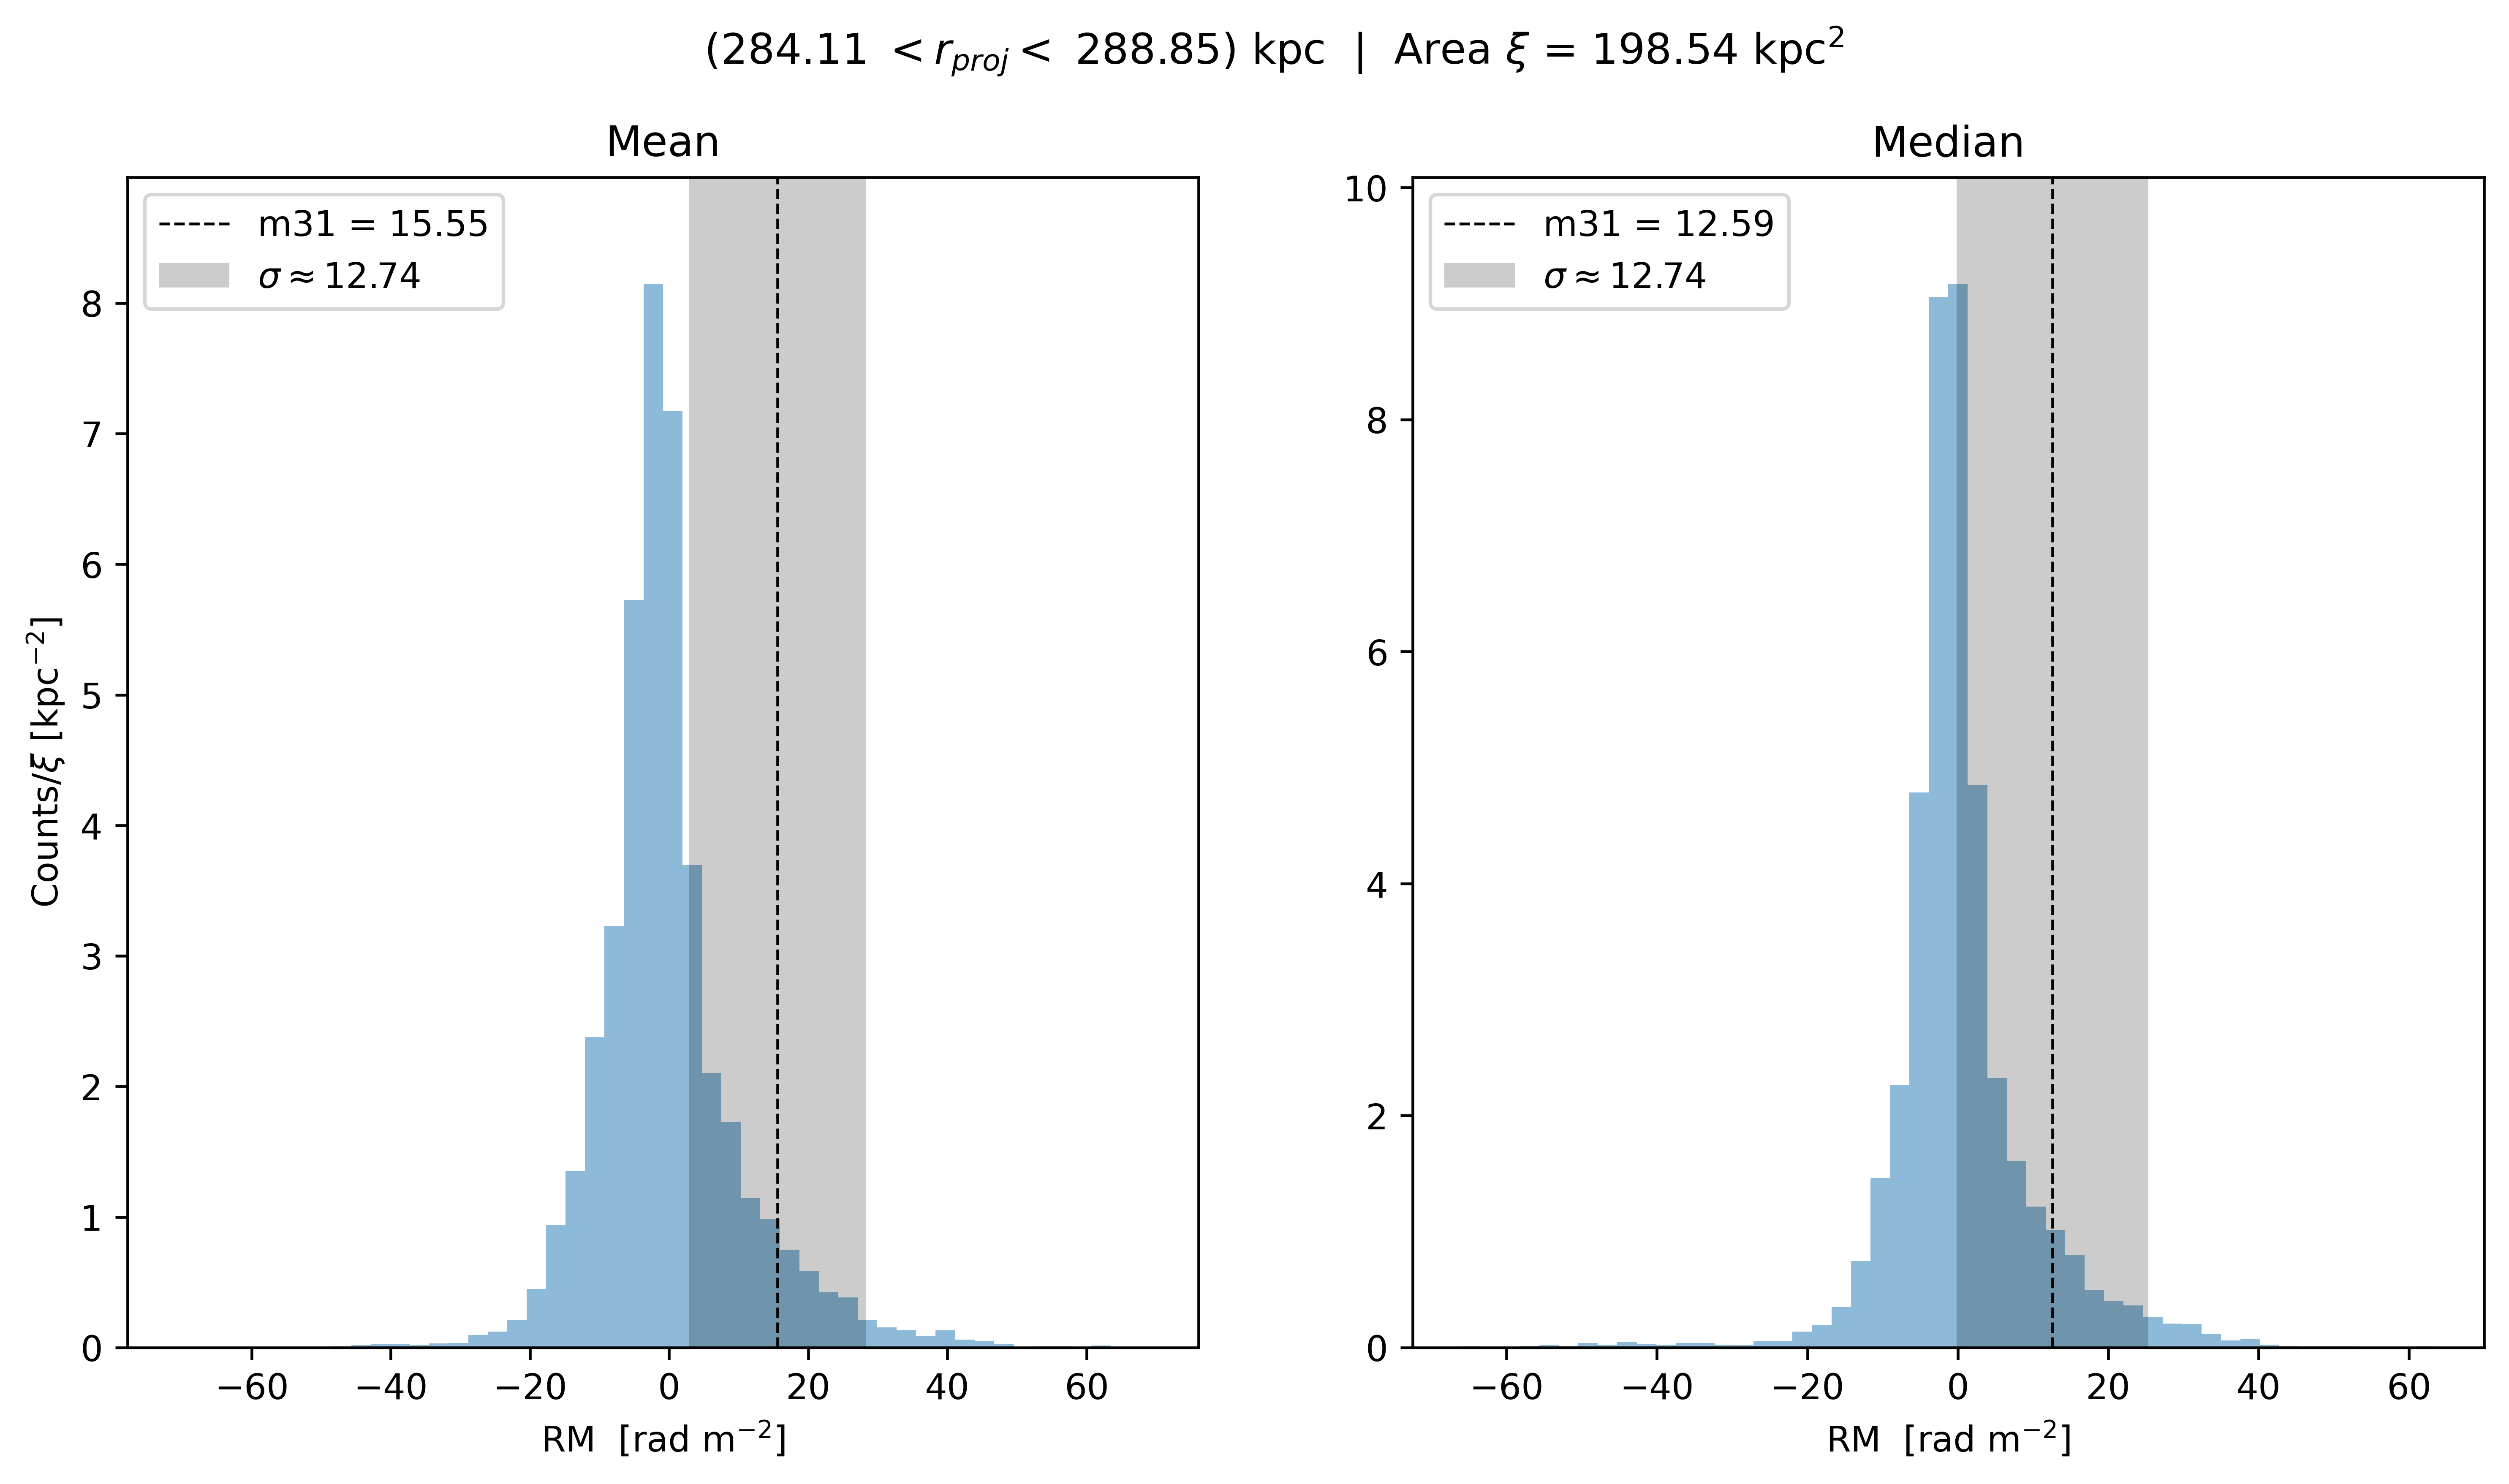 (284.11 < r_proj < 288.85) kpc | Area ξ = 198.54 kpc²
Mean
m31 = 15.55
σ ≈ 12.74
8
7
6
5
4
3
2
1
0
Counts/ξ [kpc⁻²]
−60 −40 −20 0 20 40 60
RM [rad m⁻²]
Median
m31 = 12.59
σ ≈ 12.74
10
8
6
4
2
0
−60 −40 −20 0 20 40 60
RM [rad m⁻²]